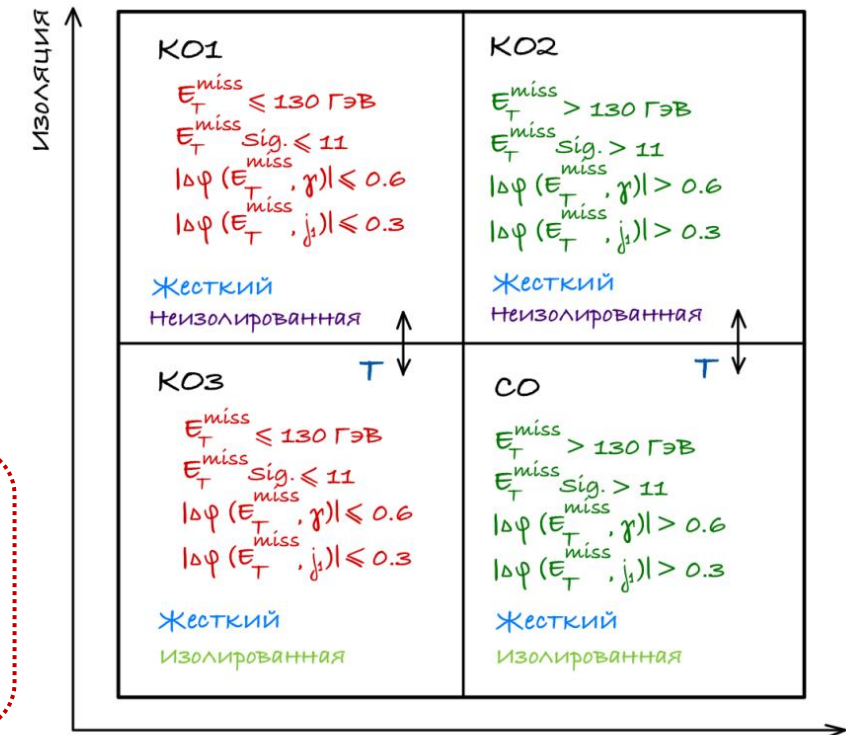 Изоляция
КО1
E_T^miss ⩽ 130 ГэВ
E_T^miss Sig. ⩽ 11
|Δφ (E_T^miss, γ)| ⩽ 0.6
|Δφ (E_T^miss, j₁)| ⩽ 0.3
Жесткий
Неизолированная
КО2
E_T^miss > 130 ГэВ
E_T^miss Sig. > 11
|Δφ (E_T^miss, γ)| > 0.6
|Δφ (E_T^miss, j₁)| > 0.3
Жесткий
Неизолированная
КО3
T
E_T^miss ⩽ 130 ГэВ
E_T^miss Sig. ⩽ 11
|Δφ (E_T^miss, γ)| ⩽ 0.6
|Δφ (E_T^miss, j₁)| ⩽ 0.3
Жесткий
Изолированная
СО
T
E_T^miss > 130 ГэВ
E_T^miss Sig. > 11
|Δφ (E_T^miss, γ)| > 0.6
|Δφ (E_T^miss, j₁)| > 0.3
Жесткий
Изолированная